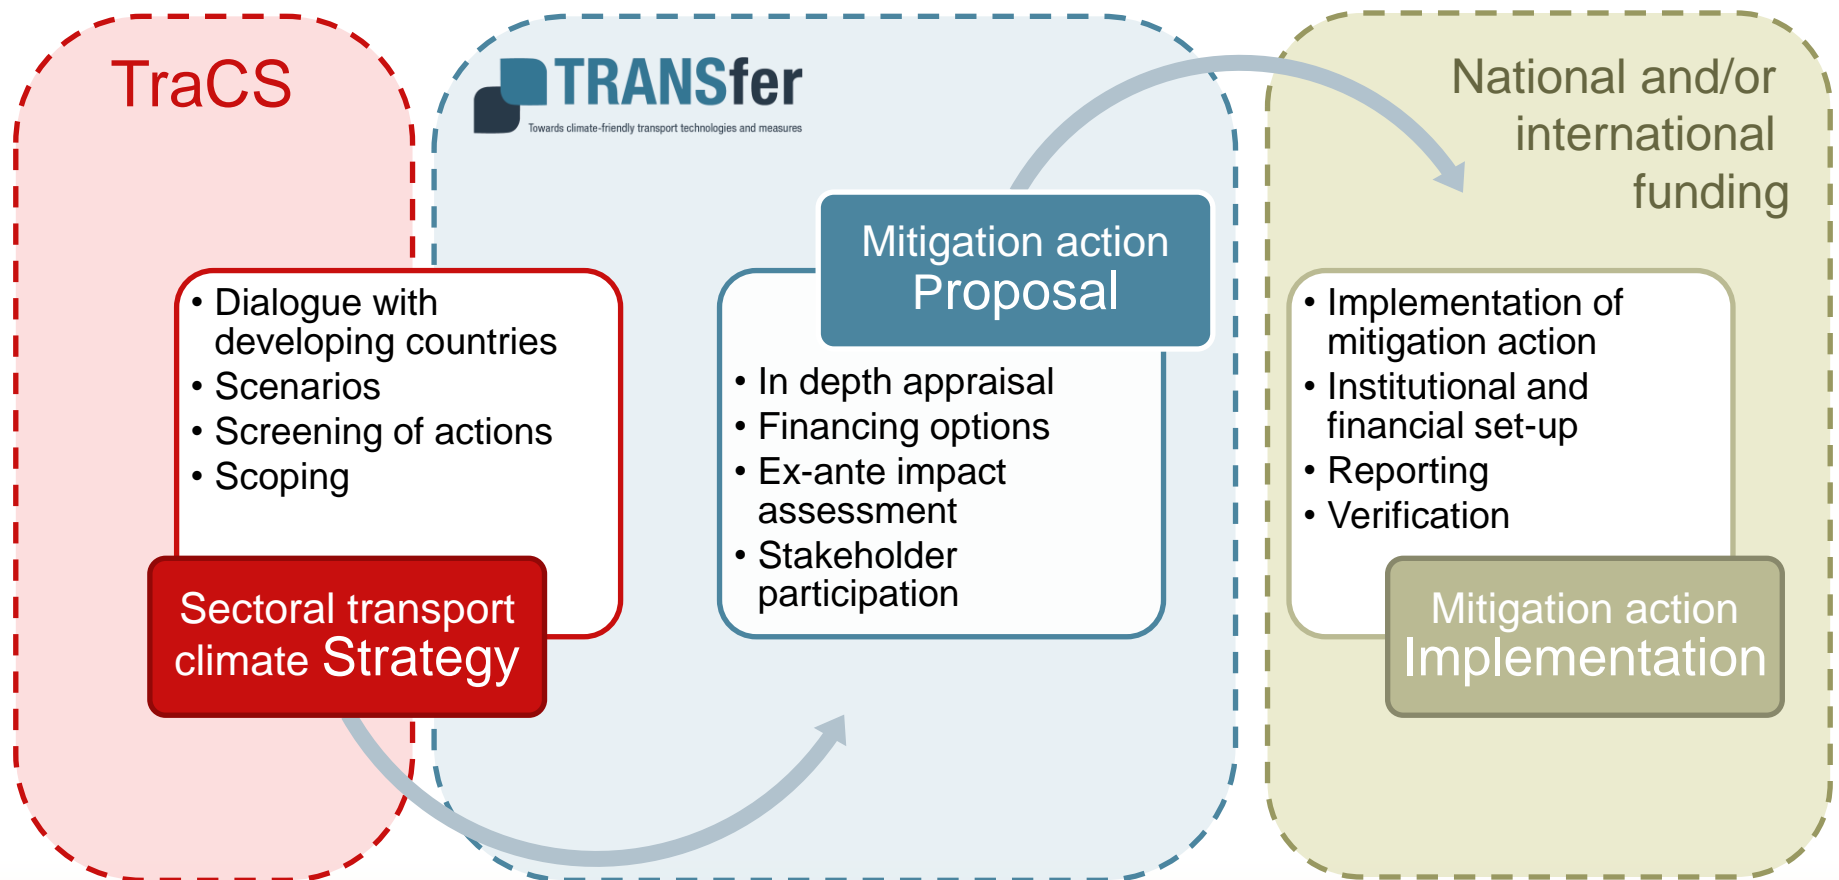 TraCS
• Dialogue with
developing countries
• Scenarios
• Screening of actions
• Scoping
Sectoral transport
climate Strategy
TRANSfer
Towards climate-friendly transport technologies and measures
Mitigation action
Proposal
• In depth appraisal
• Financing options
• Ex-ante impact
assessment
• Stakeholder
participation
National and/or
international
funding
• Implementation of
mitigation action
• Institutional and
financial set-up
• Reporting
• Verification
Mitigation action
Implementation